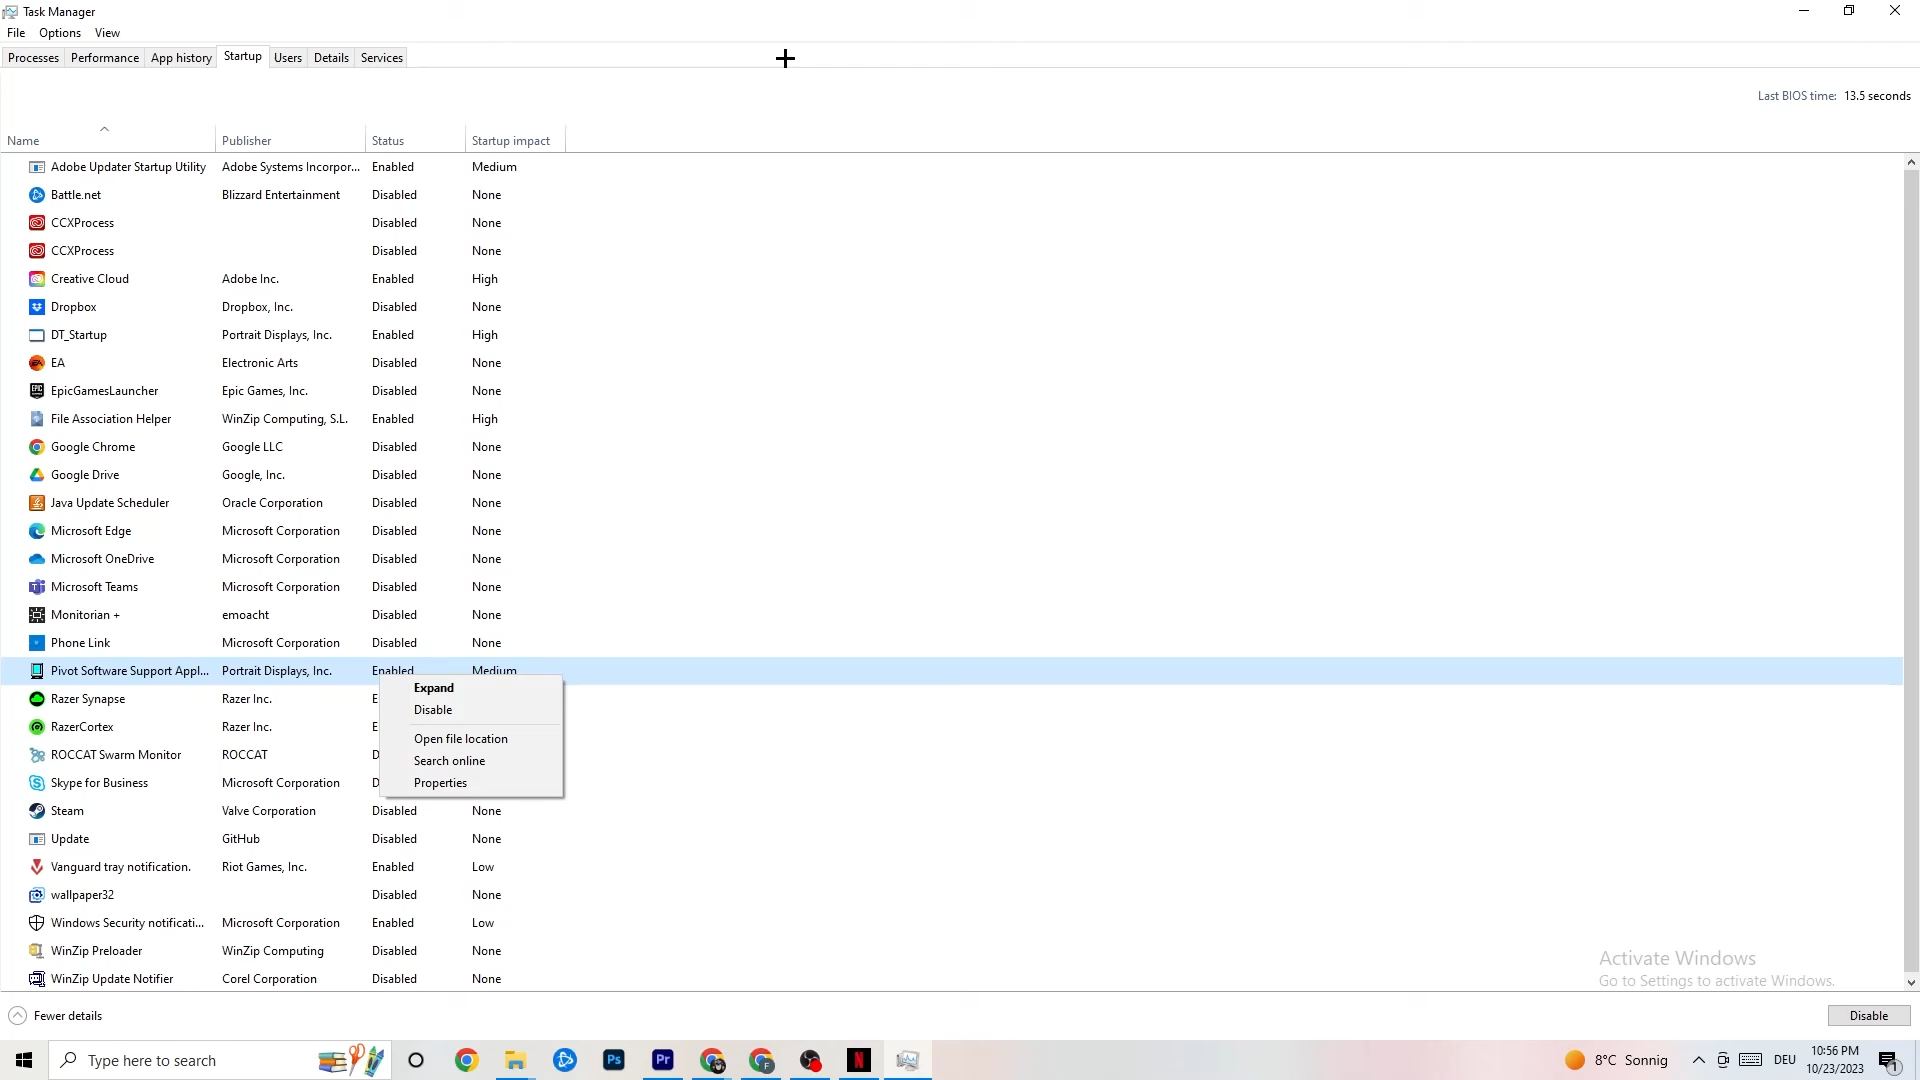 Task Manager
File Options View
Processes Performance App history Startup Users Details Services
Last BIOS time: 13.5 seconds
Name Publisher Status Startup impact
Adobe Updater Startup Utility Adobe Systems Incorpor... Enabled Medium
Battle.net Blizzard Entertainment Disabled None
CCXProcess Disabled None
CCXProcess Disabled None
Creative Cloud Adobe Inc. Enabled High
Dropbox Dropbox, Inc. Disabled None
DT_Startup Portrait Displays, Inc. Enabled High
EA Electronic Arts Disabled None
EpicGamesLauncher Epic Games, Inc. Disabled None
File Association Helper WinZip Computing, S.L. Enabled High
Google Chrome Google LLC Disabled None
Google Drive Google, Inc. Disabled None
Java Update Scheduler Oracle Corporation Disabled None
Microsoft Edge Microsoft Corporation Disabled None
Microsoft OneDrive Microsoft Corporation Disabled None
Microsoft Teams Microsoft Corporation Disabled None
Monitorian + emoacht Disabled None
Phone Link Microsoft Corporation Disabled None
Pivot Software Support Appl... Portrait Displays, Inc. Enabled Medium
Razer Synapse Razer Inc. E
RazerCortex Razer Inc. E
ROCCAT Swarm Monitor ROCCAT D
Skype for Business Microsoft Corporation D
Expand
Disable
Open file location
Search online
Properties
Steam Valve Corporation Disabled None
Update GitHub Disabled None
Vanguard tray notification. Riot Games, Inc. Enabled Low
wallpaper32 Disabled None
Windows Security notificati... Microsoft Corporation Enabled Low
WinZip Preloader WinZip Computing Disabled None
WinZip Update Notifier Corel Corporation Disabled None
Activate Windows
Go to Settings to activate Windows.
Fewer details Disable
Type here to search
Ps Pr F N
8°C Sonnig DEU
10:56 PM
10/23/2023
1